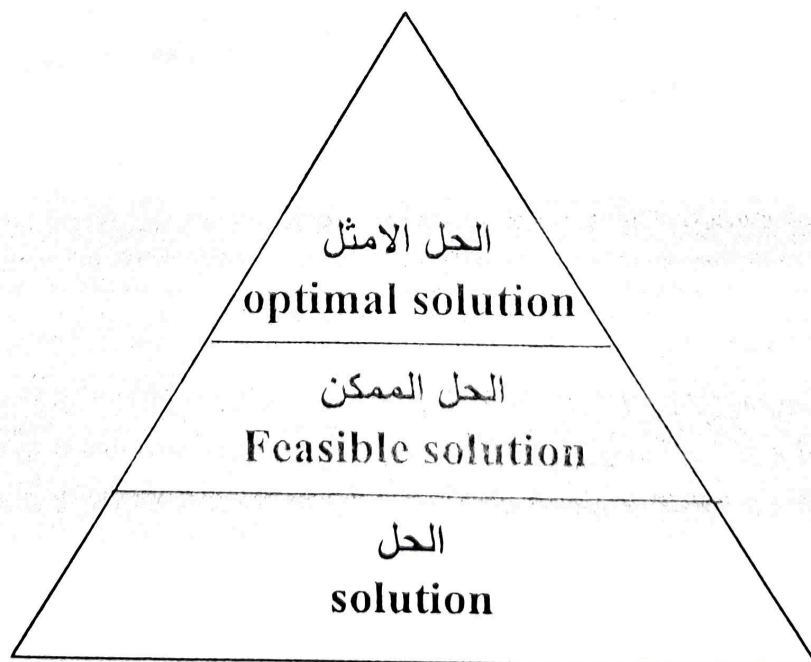 الحل الامثل
optimal solution
الحل الممكن
Feasible solution
الحل
solution